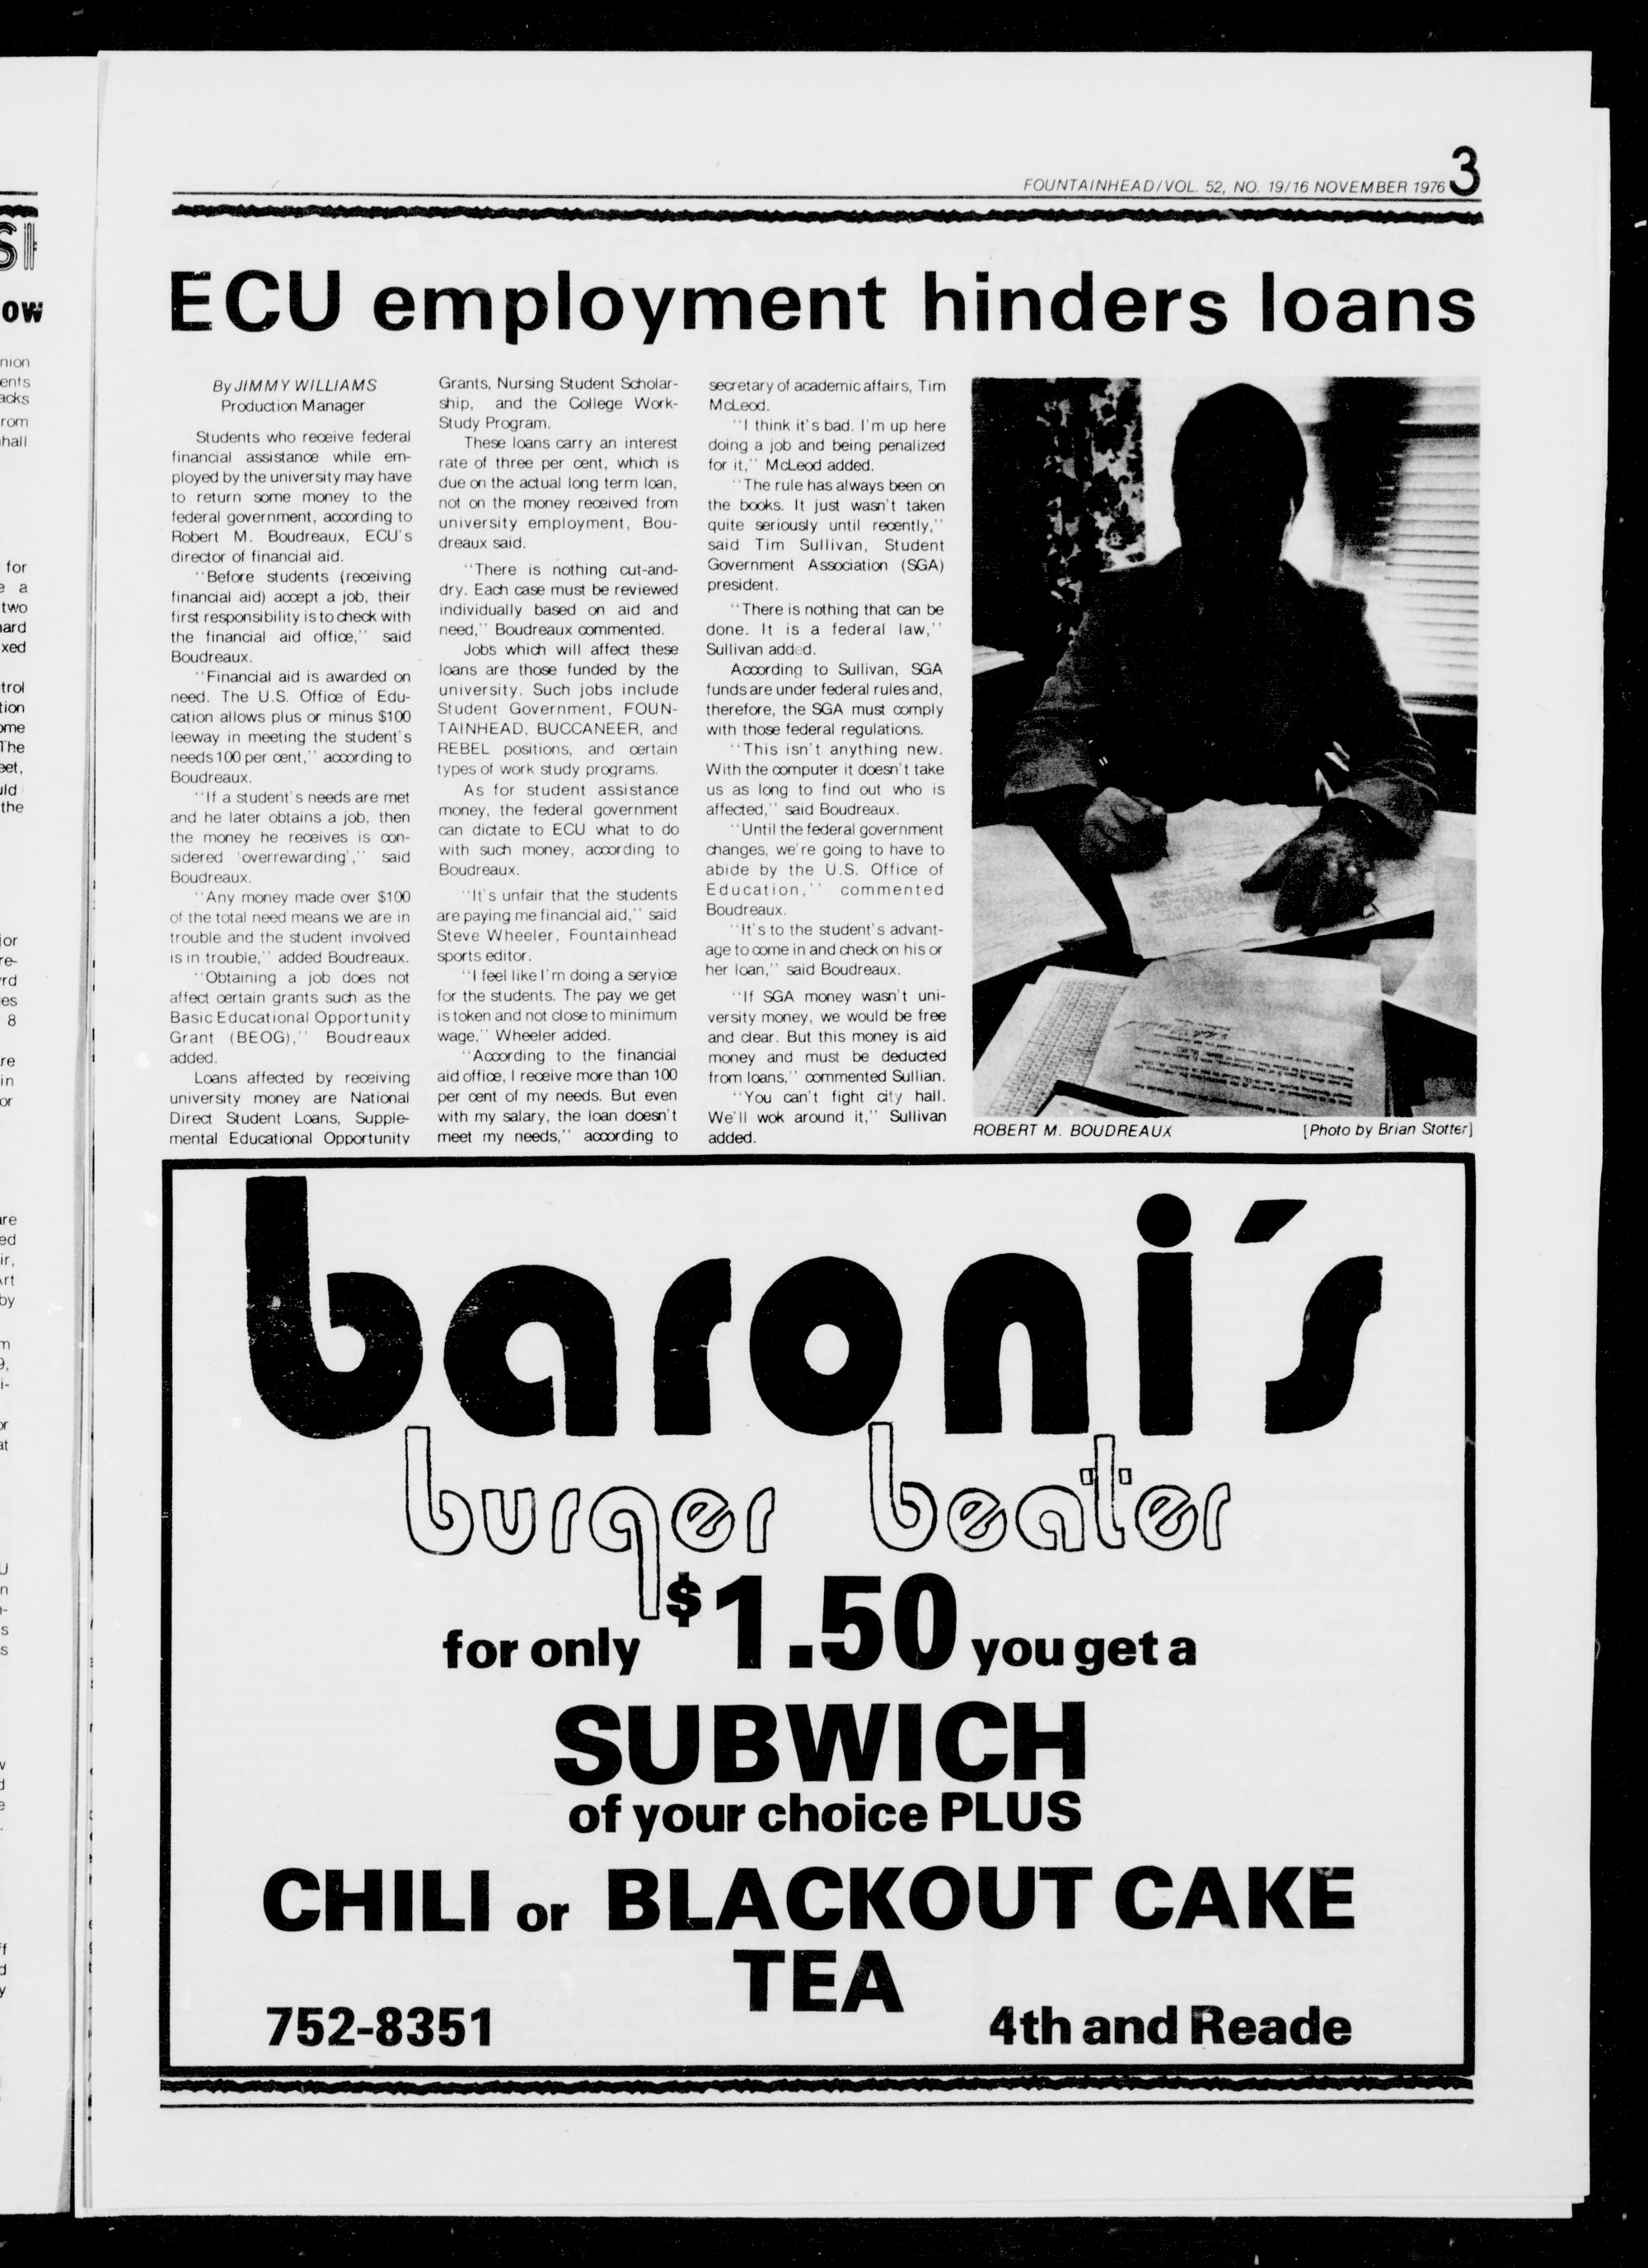 FOUNTAINHEAD/VOL. 52, NO. 19/16 NOVEMBER 1976 3
ECU employment hinders loans
By JIMMY WILLIAMS
Production Manager
Students who receive federal
financial assistance while em-
ployed by the university may have
to return some money to the
federal government, according to
Robert M. Boudreaux, ECU's
director of financial aid.
''Before students (receiving
financial aid) accept a job, their
first responsibility is to check with
the financial aid office,'' said
Boudreaux.
''Financial aid is awarded on
need. The U.S. Office of Edu-
cation allows plus or minus $100
leeway in meeting the student's
needs 100 per cent,'' according to
Boudreaux.
''If a student's needs are met
and he later obtains a job, then
the money he receives is con-
sidered 'overrewarding','' said
Boudreaux.
''Any money made over $100
of the total need means we are in
trouble and the student involved
is in trouble,'' added Boudreaux.
''Obtaining a job does not
affect certain grants such as the
Basic Educational Opportunity
Grant (BEOG),'' Boudreaux
added.
Loans affected by receiving
university money are National
Direct Student Loans, Supple-
mental Educational Opportunity
Grants, Nursing Student Scholar-
ship, and the College Work-
Study Program.
These loans carry an interest
rate of three per cent, which is
due on the actual long term loan,
not on the money received from
university employment, Bou-
dreaux said.
''There is nothing cut-and-
dry. Each case must be reviewed
individually based on aid and
need,'' Boudreaux commented.
Jobs which will affect these
loans are those funded by the
university. Such jobs include
Student Government, FOUN-
TAINHEAD, BUCCANEER, and
REBEL positions, and certain
types of work study programs.
As for student assistance
money, the federal government
can dictate to ECU what to do
with such money, according to
Boudreaux.
''It's unfair that the students
are paying me financial aid,'' said
Steve Wheeler, Fountainhead
sports editor.
''I feel like I'm doing a service
for the students. The pay we get
is token and not close to minimum
wage,'' Wheeler added.
''According to the financial
aid office, I receive more than 100
per cent of my needs. But even
with my salary, the loan doesn't
meet my needs,'' according to
secretary of academic affairs, Tim
McLeod.
''I think it's bad. I'm up here
doing a job and being penalized
for it,'' McLeod added.
''The rule has always been on
the books. It just wasn't taken
quite seriously until recently,''
said Tim Sullivan, Student
Government Association (SGA)
president.
''There is nothing that can be
done. It is a federal law,''
Sullivan added.
According to Sullivan, SGA
funds are under federal rules and,
therefore, the SGA must comply
with those federal regulations.
''This isn't anything new.
With the computer it doesn't take
us as long to find out who is
affected,'' said Boudreaux.
''Until the federal government
changes, we're going to have to
abide by the U.S. Office of
Education,'' commented
Boudreaux.
''It's to the student's advant-
age to come in and check on his or
her loan,'' said Boudreaux.
''If SGA money wasn't uni-
versity money, we would be free
and clear. But this money is aid
money and must be deducted
from loans,'' commented Sullian.
''You can't fight city hall.
We'll wok around it,'' Sullivan
added.
ROBERT M. BOUDREAUX [Photo by Brian Stotter]
baroni's
burger beater
for only $1.50 you get a
SUBWICH
of your choice PLUS
CHILI or BLACKOUT CAKE
TEA
752-8351 4th and Reade